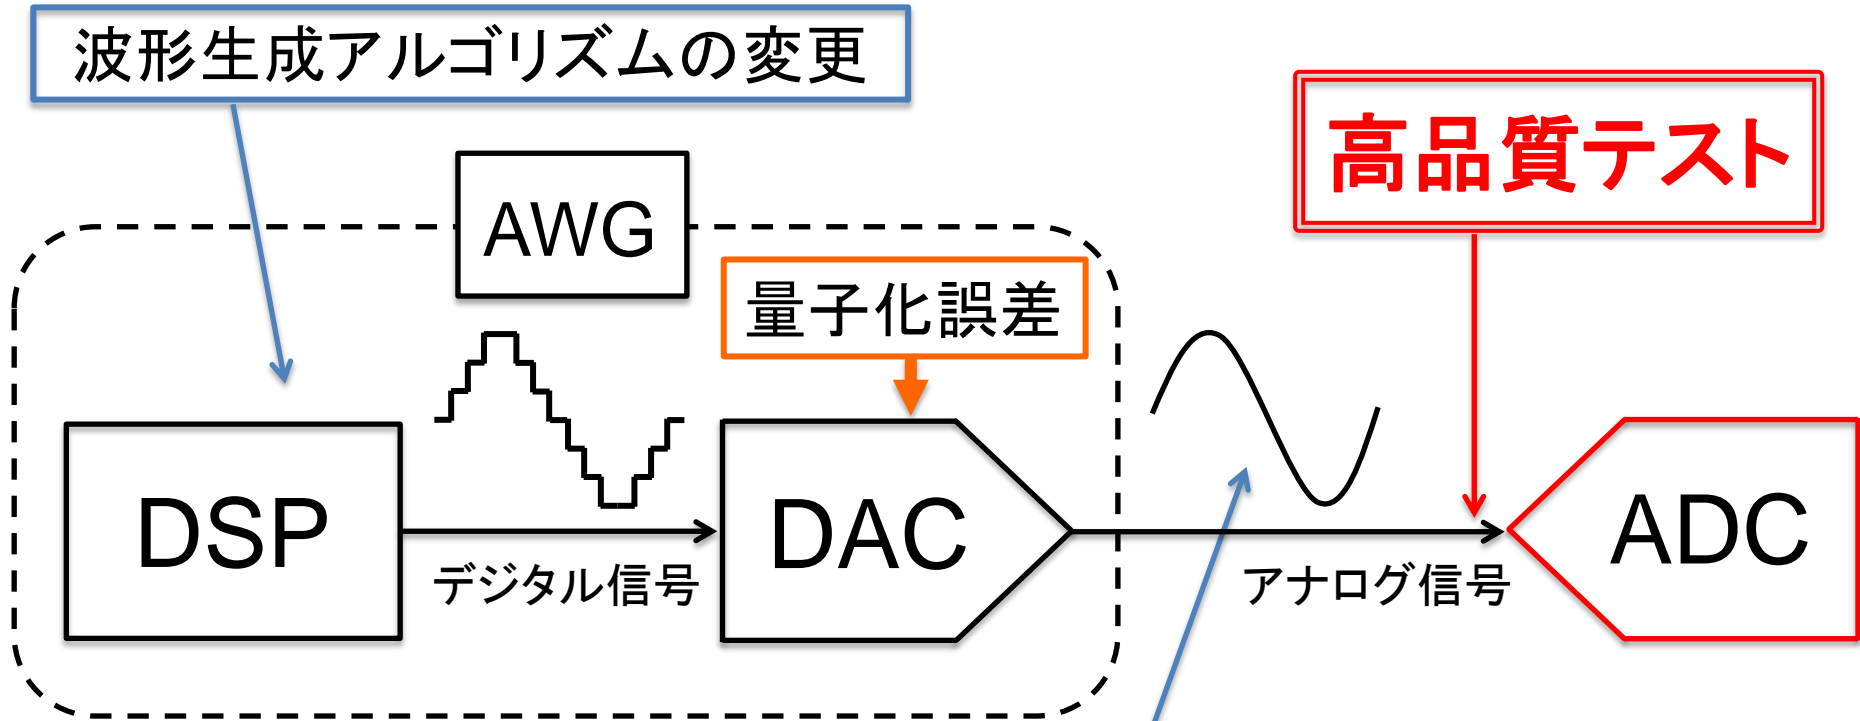 波形生成アルゴリズムの変更
高品質テスト
AWG
量子化誤差
DSP
DAC
ADC
デジタル信号
アナログ信号